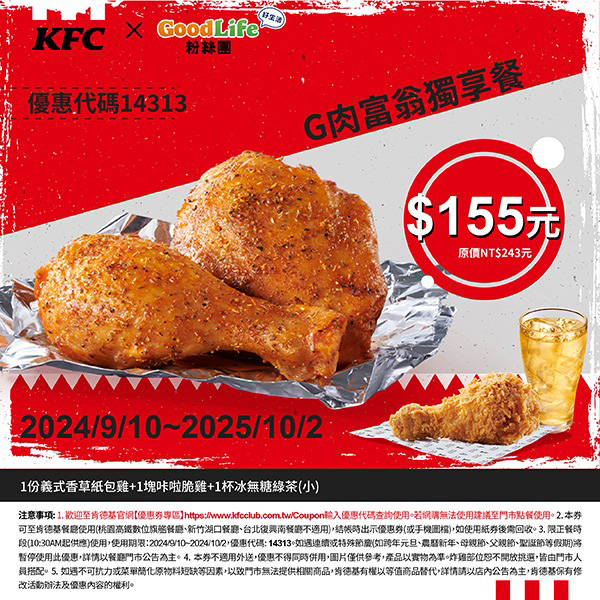 KFC × GoodLife 好生活
粉絲團
優惠代碼14313
G肉富翁獨享餐
$155元
原價NT$243元
2024/9/10~2025/10/2
1份義式香草紙包雞+1塊咔啦脆雞+1杯冰無糖綠茶(小)
注意事項: 1. 歡迎至肯德基官網【優惠券專區】https://www.kfcclub.com.tw/Coupon輸入優惠代碼查詢使用。若網購無法使用建議至門市點餐使用。2. 本券
可至肯德基餐廳使用(桃園高鐵數位旗艦餐廳、新竹湖口餐廳、台北復興南餐廳不適用)，結帳時出示優惠券(或手機圖檔)，如使用紙券後需回收。3. 限正餐時
段(10:30AM起供應)使用，使用期限：2024/9/10~2024/10/2，優惠代碼: 14313。如遇連續或特殊節慶(如跨年元旦、農曆新年、母親節、父親節、聖誕節等假期)將
暫停使用此優惠，詳情以餐廳門市公告為主。4. 本券不適用外送，優惠不得同時併用，圖片僅供參考，產品以實物為準。炸雞部位恕不開放挑選，皆由門市人
員搭配。5. 如遇不可抗力或菜單簡化原物料短缺等因素，以致門市無法提供相關商品，肯德基有權以等值商品替代，詳情請以店內公告為主，肯德基保有修
改活動辦法及優惠內容的權利。